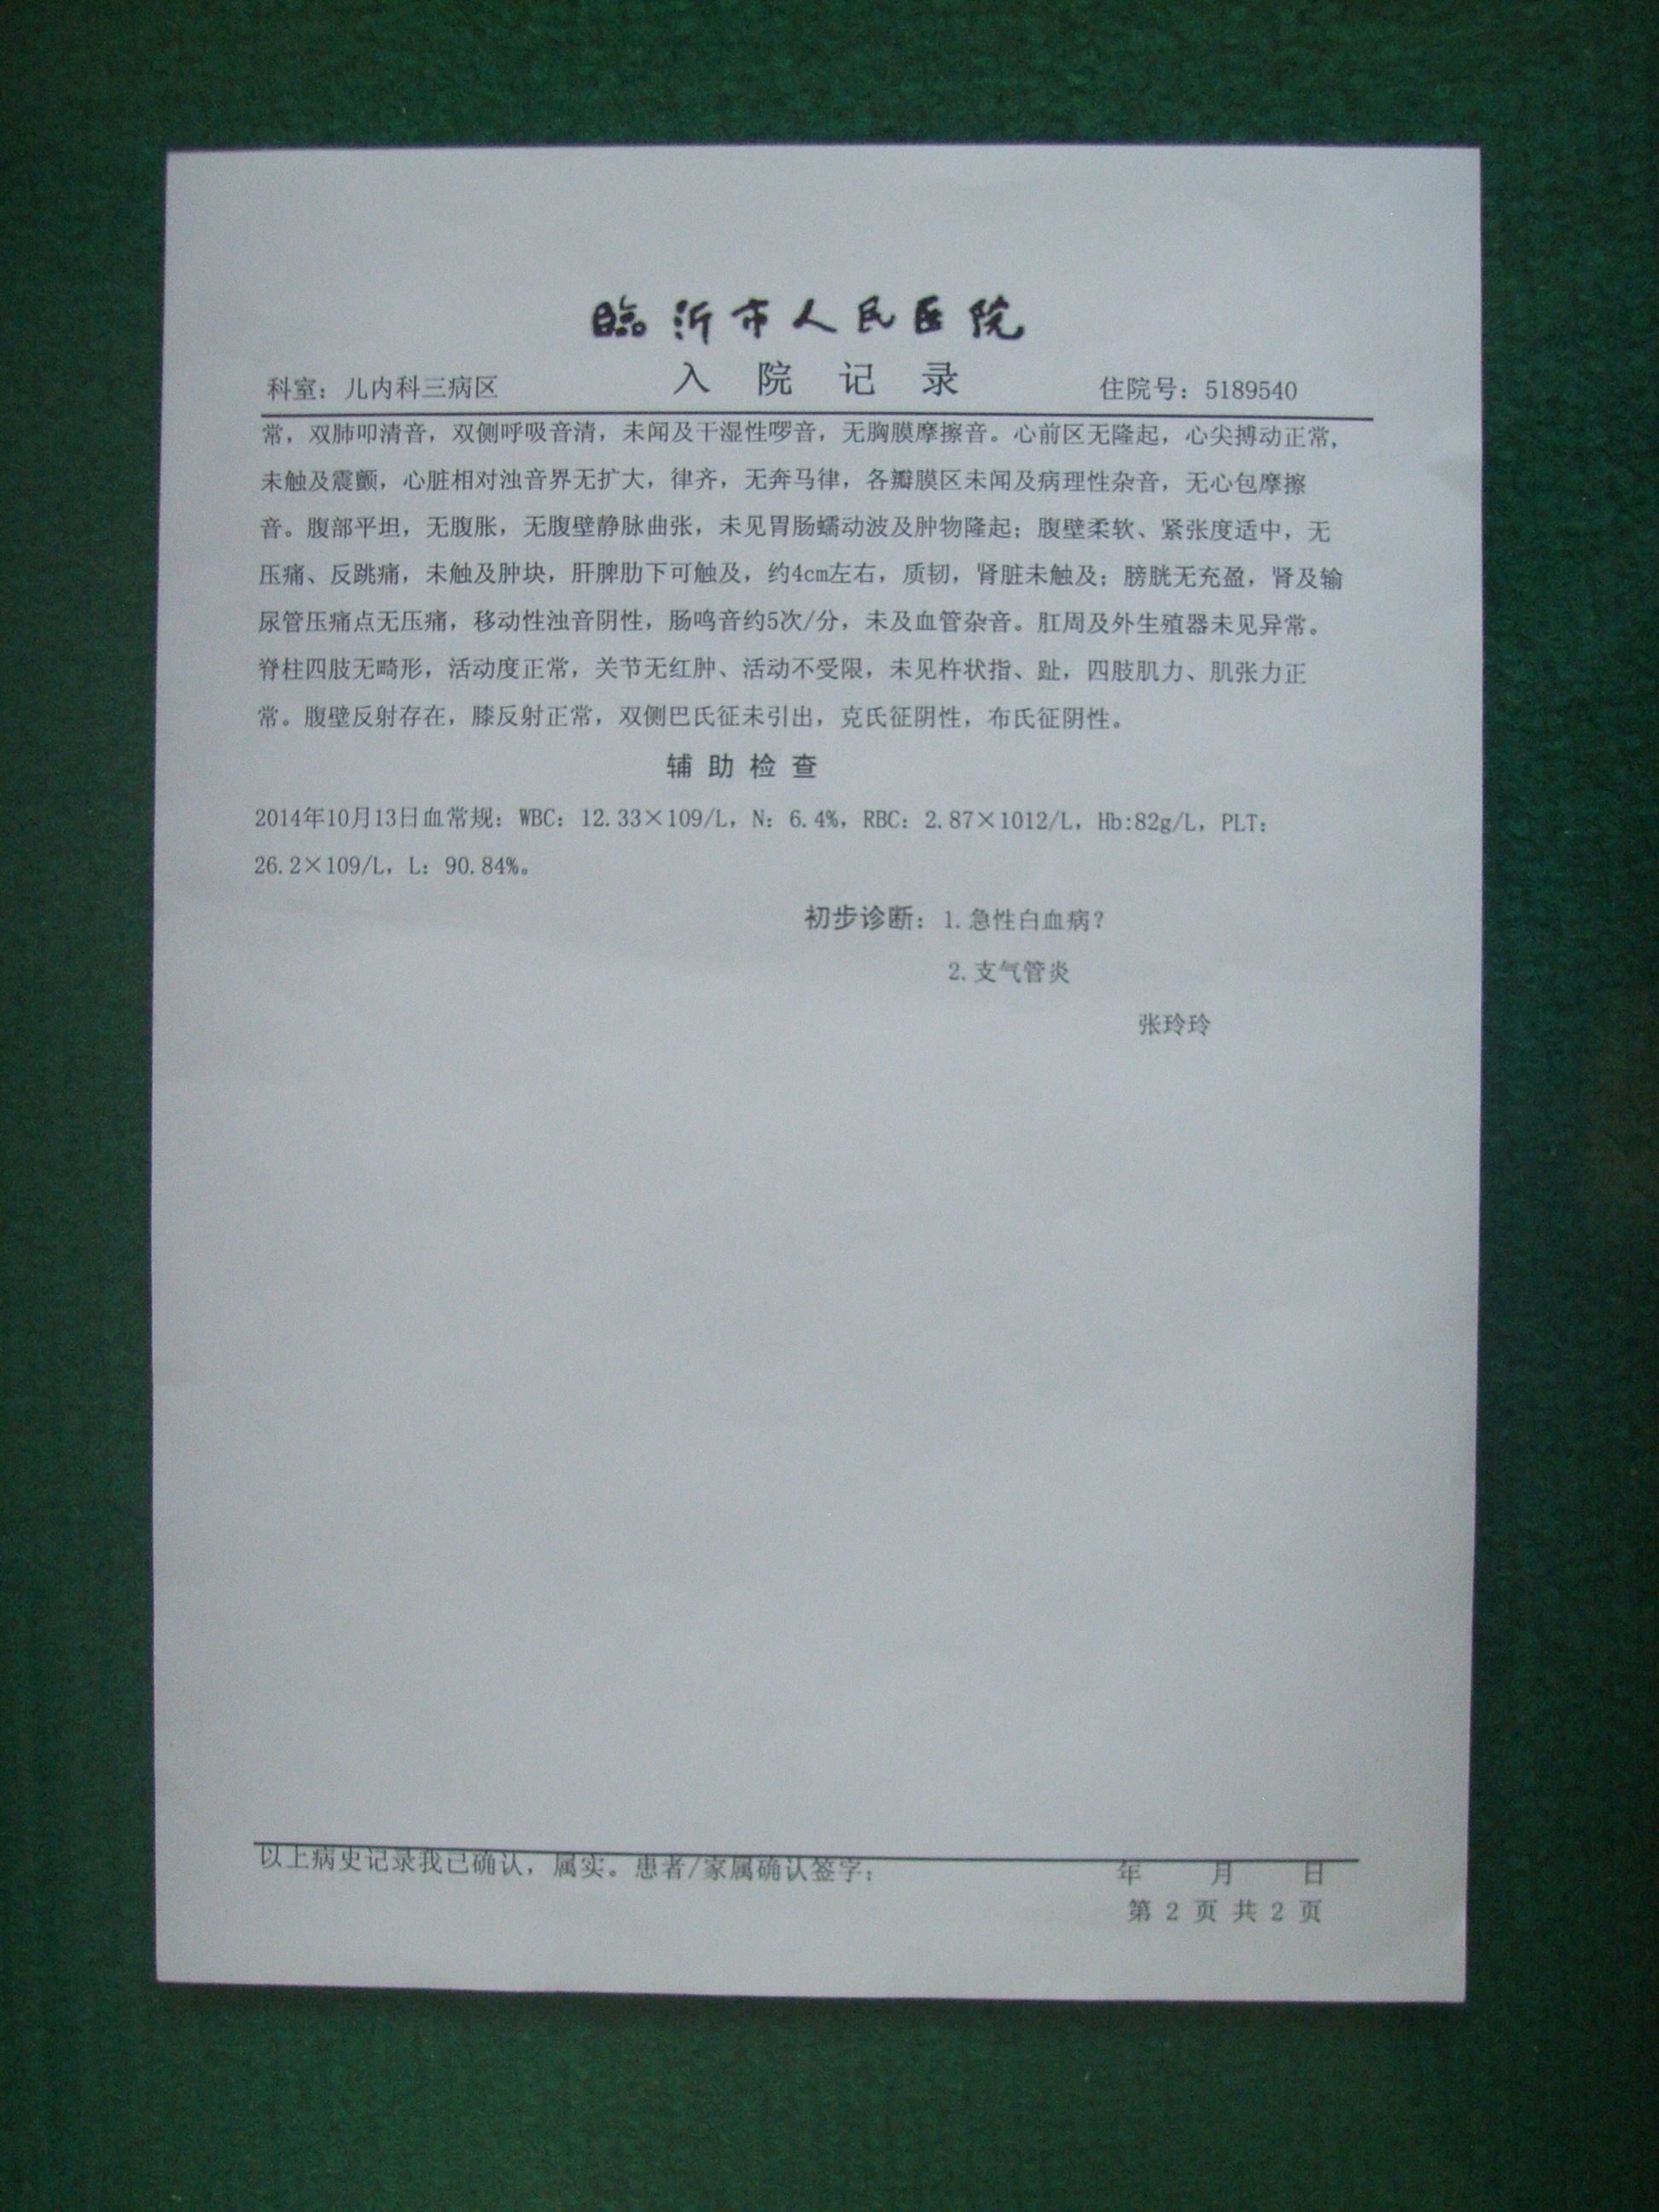 臨沂市人民医院
入院记录
科室：儿内科三病区 住院号：5189540
常，双肺叩清音，双侧呼吸音清，未闻及干湿性啰音，无胸膜摩擦音。心前区无隆起，心尖搏动正常，
未触及震颤，心脏相对浊音界无扩大，律齐，无奔马律，各瓣膜区未闻及病理性杂音，无心包摩擦
音。腹部平坦，无腹胀，无腹壁静脉曲张，未见胃肠蠕动波及肿物隆起；腹壁柔软、紧张度适中，无
压痛、反跳痛，未触及肿块，肝脾肋下可触及，约4cm左右，质韧，肾脏未触及；膀胱无充盈，肾及输
尿管压痛点无压痛，移动性浊音阴性，肠鸣音约5次/分，未及血管杂音。肛周及外生殖器未见异常。
脊柱四肢无畸形，活动度正常，关节无红肿、活动不受限，未见杵状指、趾，四肢肌力、肌张力正
常。腹壁反射存在，膝反射正常，双侧巴氏征未引出，克氏征阴性，布氏征阴性。
辅助检查
2014年10月13日血常规：WBC：12.33×109/L，N：6.4%，RBC：2.87×1012/L，Hb:82g/L，PLT：
26.2×109/L，L：90.84%。
初步诊断：1.急性白血病？
2.支气管炎
张玲玲
以上病史记录我已确认，属实。患者/家属确认签字： 年 月 日
第 2 页 共 2 页